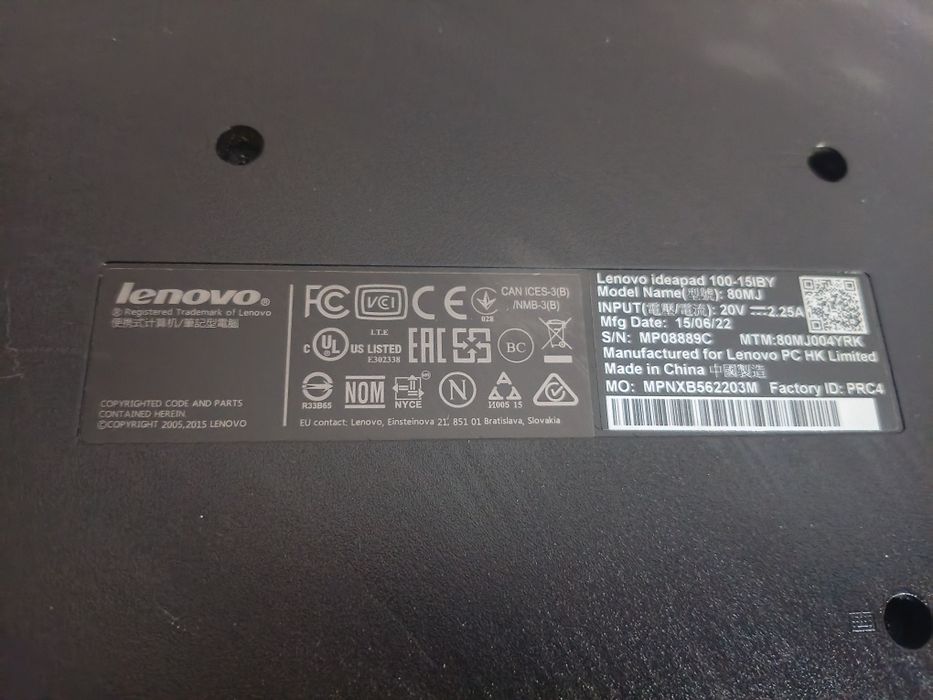 lenovo®
® Registered Trademark of Lenovo
便携式计算机/筆記型電腦
COPYRIGHTED CODE AND PARTS
CONTAINED HEREIN.
©COPYRIGHT 2005,2015 LENOVO
FC VCI CE 028 CAN ICES-3(B)
/NMB-3(B)
I.T.E
c UL US LISTED
E302338
EAC BC
R33B65 NOM NYCE N И005 15
EU contact: Lenovo, Einsteinova 21, 851 01 Bratislava, Slovakia
Lenovo ideapad 100-15IBY
Model Name(型號): 80MJ
INPUT(電壓/電流): 20V ⎓ 2.25A
Mfg Date: 15/06/22
S/N: MP08889C MTM:80MJ004YRK
Manufactured for Lenovo PC HK Limited
Made in China 中國製造
MO: MPNXB562203M Factory ID: PRC4